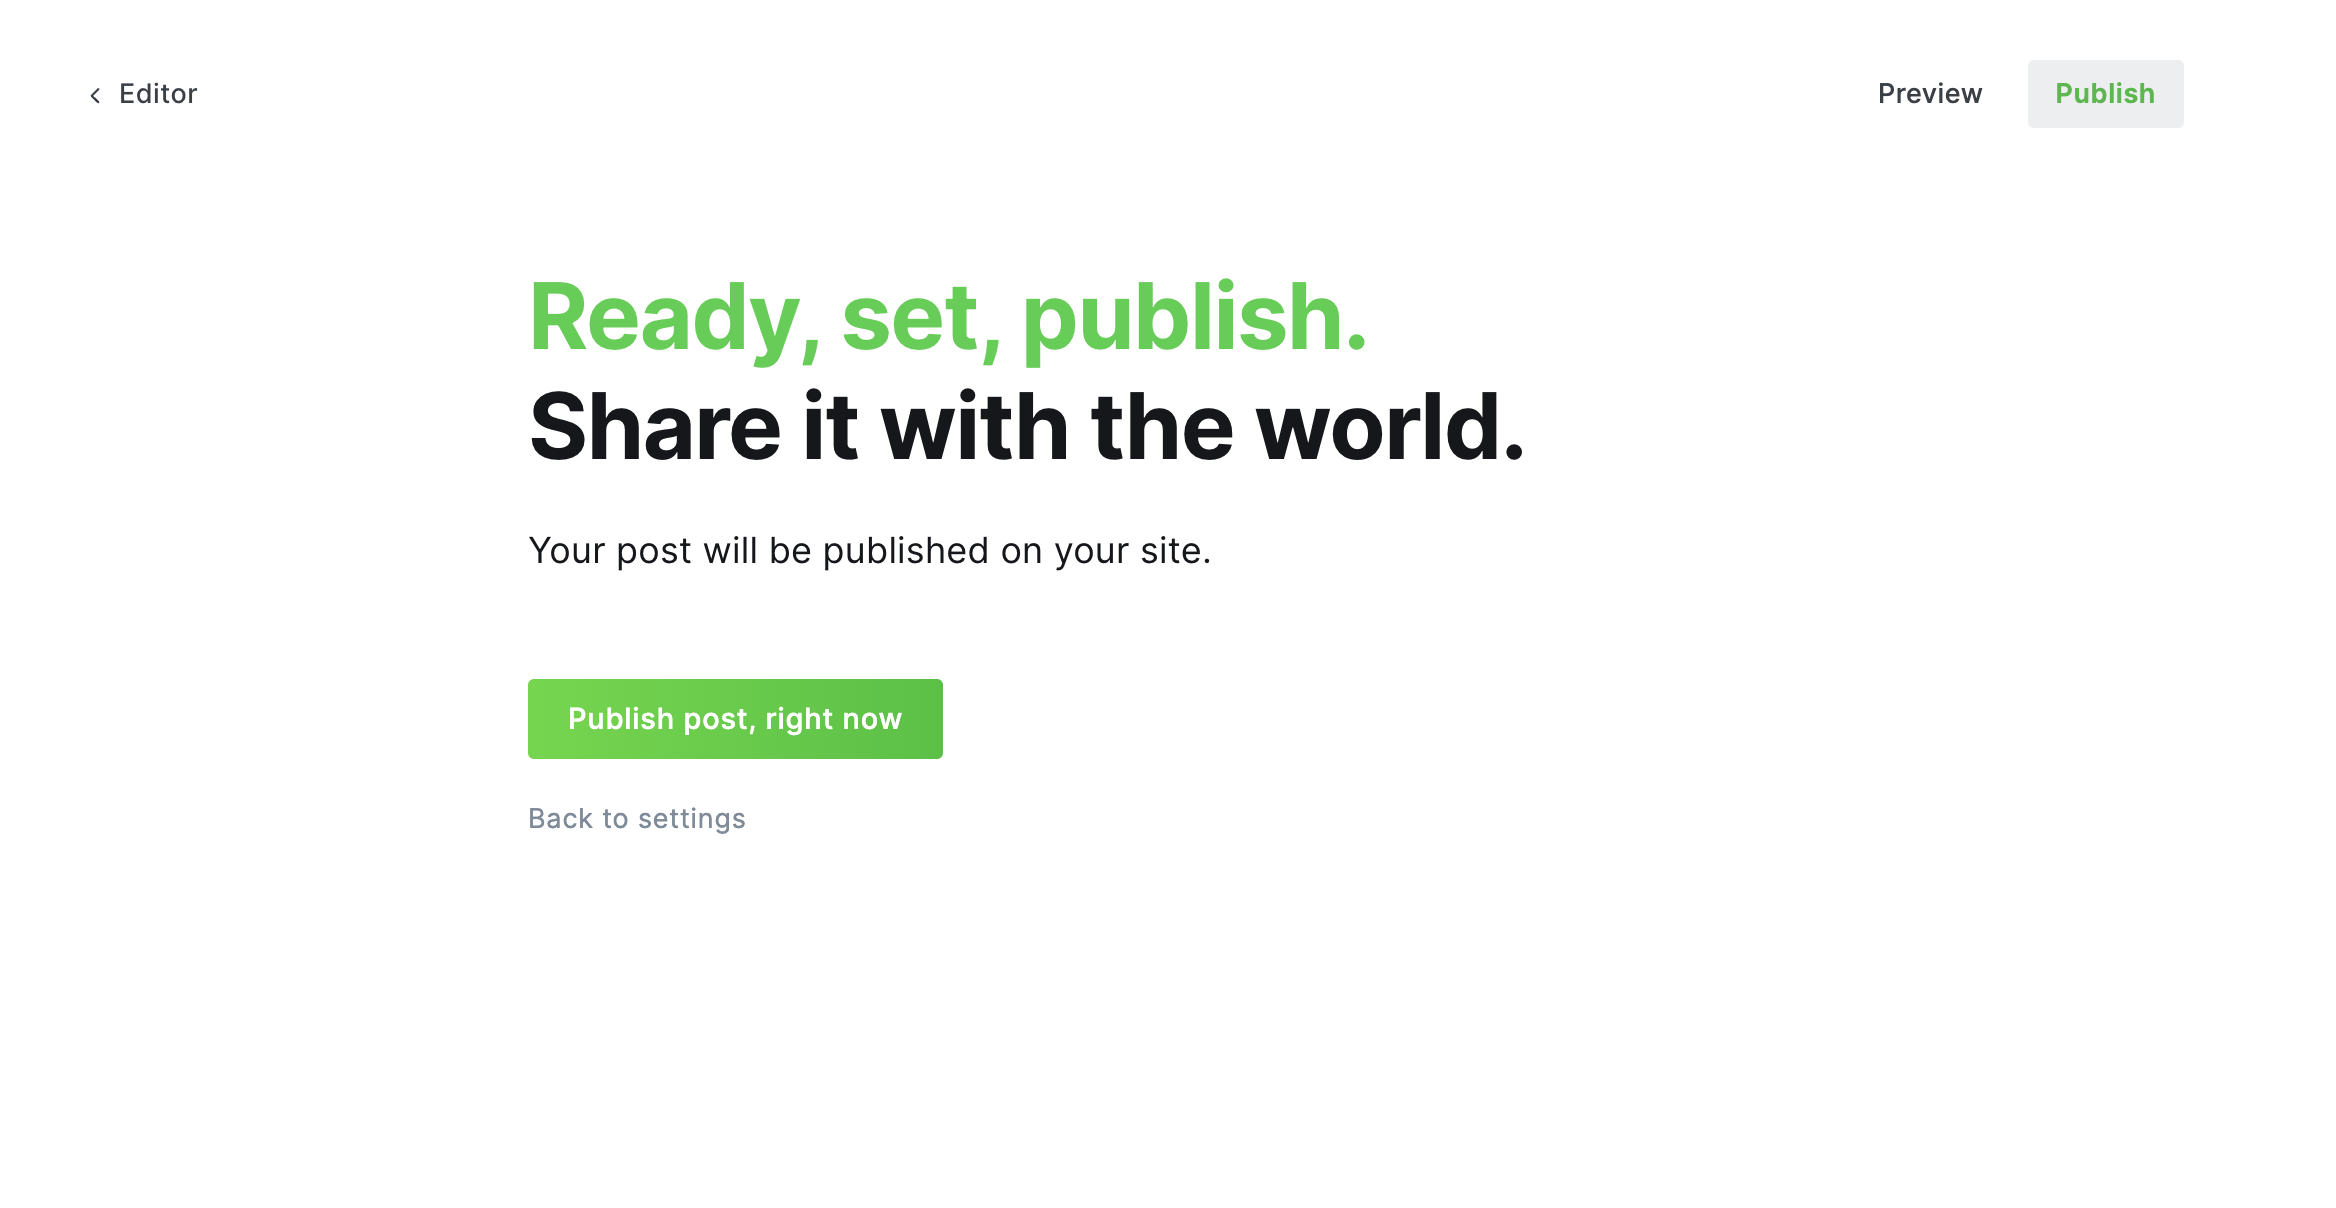 Editor
Preview
Publish
Ready, set, publish.
Share it with the world.
Your post will be published on your site.
Publish post, right now
Back to settings